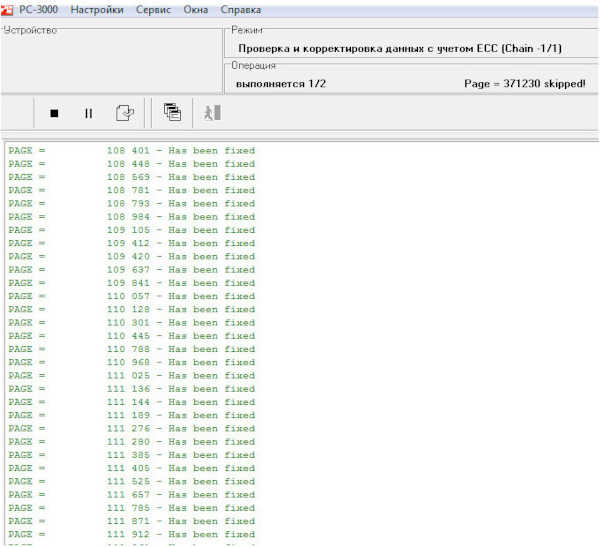 PC-3000 Настройки Сервис Окна Справка
Устройство
Режим
Проверка и корректировка данных с учетом ECC (Chain -1/1)
Операция
выполняется 1/2 Page = 371230 skipped!
PAGE = 108 401 - Has been fixed
PAGE = 108 448 - Has been fixed
PAGE = 108 569 - Has been fixed
PAGE = 108 781 - Has been fixed
PAGE = 108 793 - Has been fixed
PAGE = 108 984 - Has been fixed
PAGE = 109 105 - Has been fixed
PAGE = 109 412 - Has been fixed
PAGE = 109 420 - Has been fixed
PAGE = 109 637 - Has been fixed
PAGE = 109 841 - Has been fixed
PAGE = 110 057 - Has been fixed
PAGE = 110 128 - Has been fixed
PAGE = 110 301 - Has been fixed
PAGE = 110 445 - Has been fixed
PAGE = 110 788 - Has been fixed
PAGE = 110 968 - Has been fixed
PAGE = 111 025 - Has been fixed
PAGE = 111 136 - Has been fixed
PAGE = 111 144 - Has been fixed
PAGE = 111 189 - Has been fixed
PAGE = 111 276 - Has been fixed
PAGE = 111 280 - Has been fixed
PAGE = 111 385 - Has been fixed
PAGE = 111 405 - Has been fixed
PAGE = 111 525 - Has been fixed
PAGE = 111 657 - Has been fixed
PAGE = 111 785 - Has been fixed
PAGE = 111 871 - Has been fixed
PAGE = 111 912 - Has been fixed